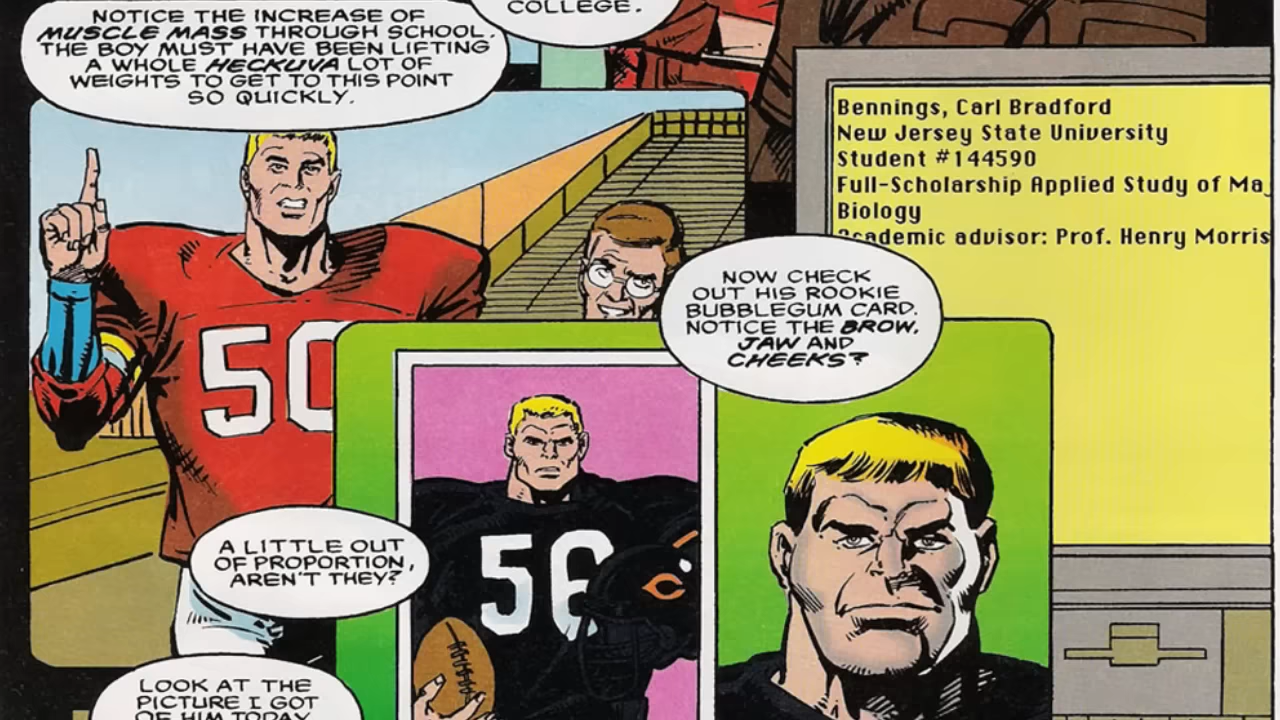 COLLEGE.
NOTICE THE INCREASE OF
MUSCLE MASS THROUGH SCHOOL.
THE BOY MUST HAVE BEEN LIFTING
A WHOLE HECKUVA LOT OF
WEIGHTS TO GET TO THIS POINT
SO QUICKLY.
Bennings, Carl Bradford
New Jersey State University
Student #144590
Full-Scholarship Applied Study of Ma
Biology
Academic advisor: Prof. Henry Morris
50
NOW CHECK
OUT HIS ROOKIE
BUBBLEGUM CARD.
NOTICE THE BROW,
JAW AND
CHEEKS?
A LITTLE OUT
OF PROPORTION,
AREN'T THEY?
56
C
LOOK AT THE
PICTURE I GOT
OF HIM TODAY